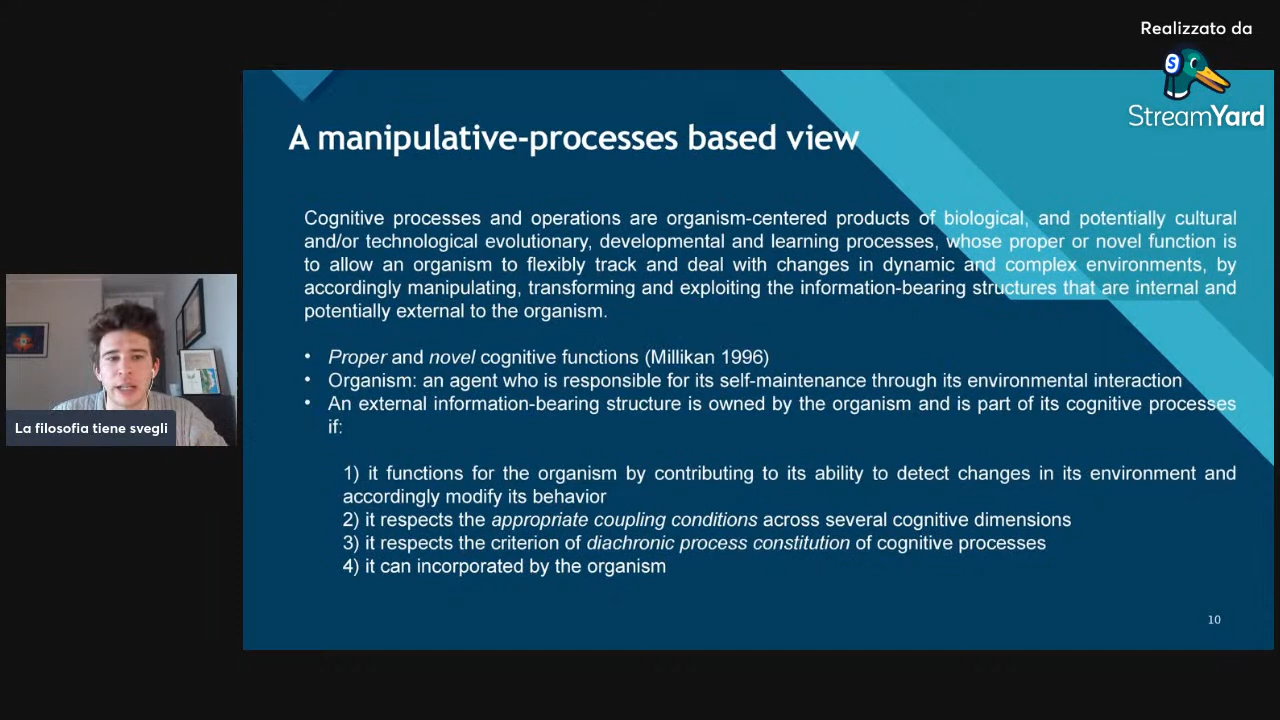 Realizzato da
S
StreamYard
A manipulative-processes based view
Cognitive processes and operations are organism-centered products of biological, and potentially cultural
and/or technological evolutionary, developmental and learning processes, whose proper or novel function is
to allow an organism to flexibly track and deal with changes in dynamic and complex environments, by
accordingly manipulating, transforming and exploiting the information-bearing structures that are internal and
potentially external to the organism.
• Proper and novel cognitive functions (Millikan 1996)
• Organism: an agent who is responsible for its self-maintenance through its environmental interaction
• An external information-bearing structure is owned by the organism and is part of its cognitive processes
if:
1) it functions for the organism by contributing to its ability to detect changes in its environment and
accordingly modify its behavior
2) it respects the appropriate coupling conditions across several cognitive dimensions
3) it respects the criterion of diachronic process constitution of cognitive processes
4) it can incorporated by the organism
10
La filosofia tiene svegli